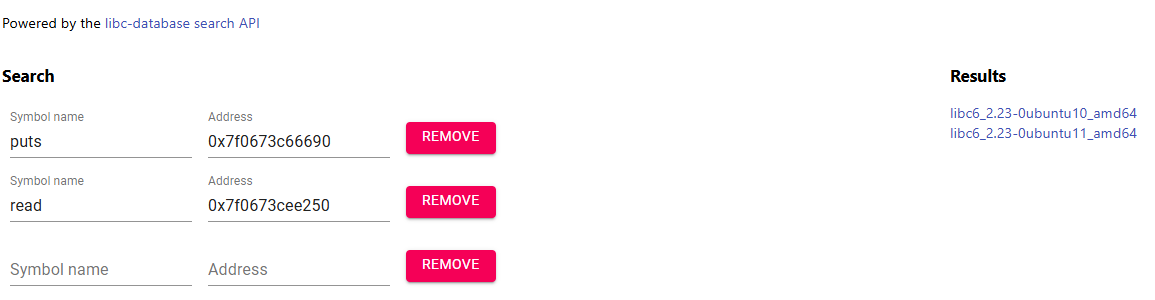 Powered by the libc-database search API
Search
Results
Symbol name
Address
puts
0x7f0673c66690
REMOVE
libc6_2.23-0ubuntu10_amd64
libc6_2.23-0ubuntu11_amd64
Symbol name
Address
read
0x7f0673cee250
REMOVE
Symbol name
Address
REMOVE